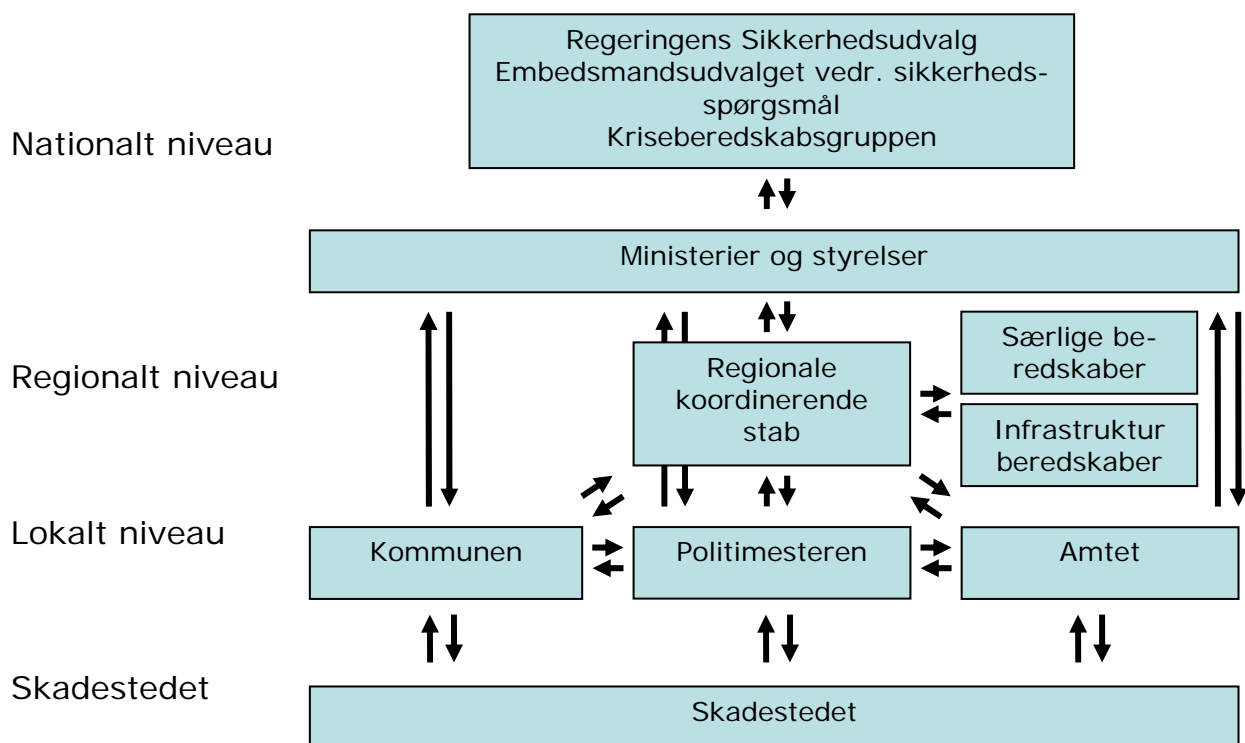 Regeringens Sikkerhedsudvalg
Embedsmandsudvalget vedr. sikkerheds-
spørgsmål
Kriseberedskabsgruppen
Nationalt niveau
Ministerier og styrelser
Særlige be-
redskaber
Regionalt niveau
Regionale
koordinerende
stab
Infrastruktur
beredskaber
Lokalt niveau
Kommunen
Politimesteren
Amtet
Skadestedet
Skadestedet